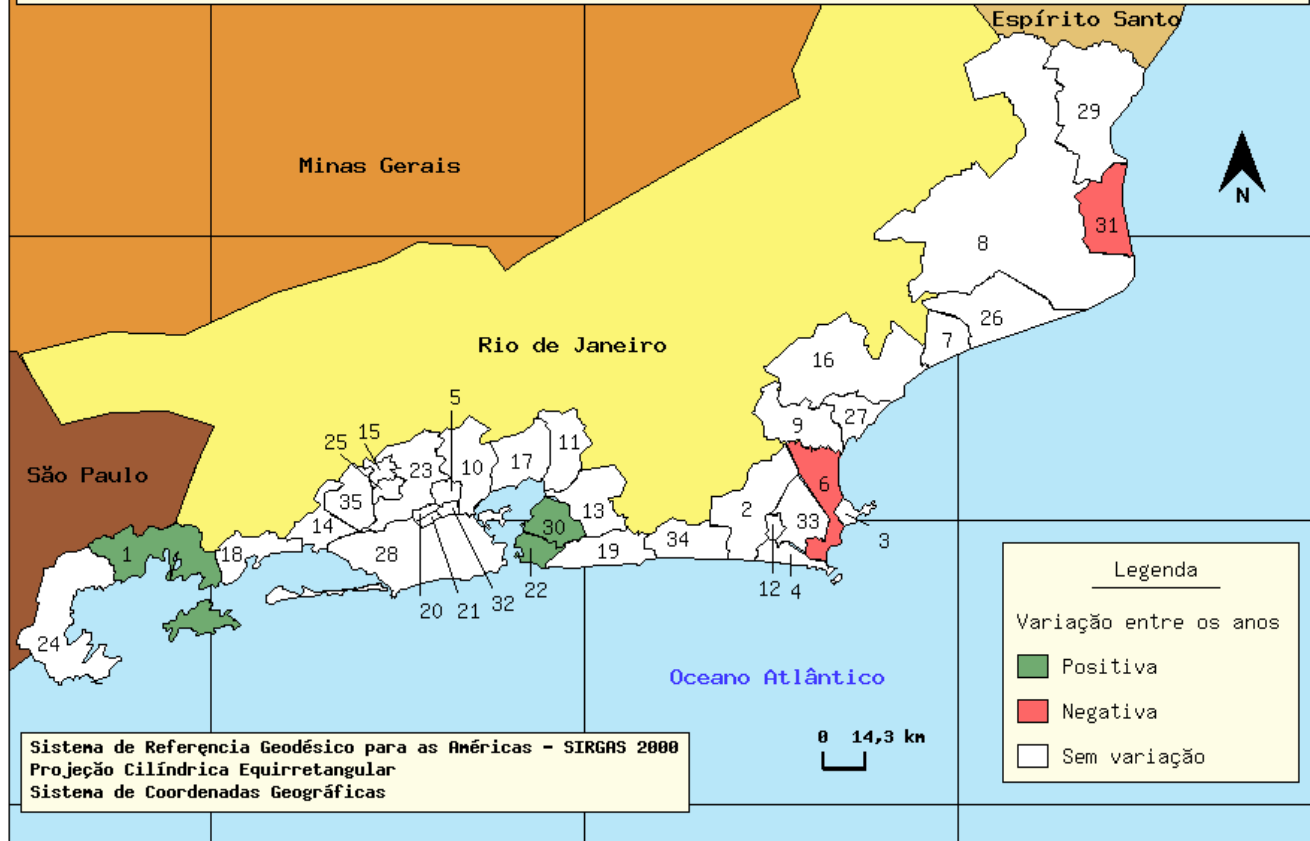 Espírito Santo
29
Minas Gerais
N
31
8
26
7
Rio de Janeiro
16
5
27
9
15
25
11
17
23
10
São Paulo
6
35
2
13
30
33
14
34
1
18
28
19
3
12
4
22
32
20
21
24
Legenda
Variação entre os anos
Positiva
Negativa
Sem variação
Oceano Atlântico
0 14,3 km
Sistema de Referência Geodésico para as Américas - SIRGAS 2000
Projeção Cilíndrica Equirretangular
Sistema de Coordenadas Geográficas